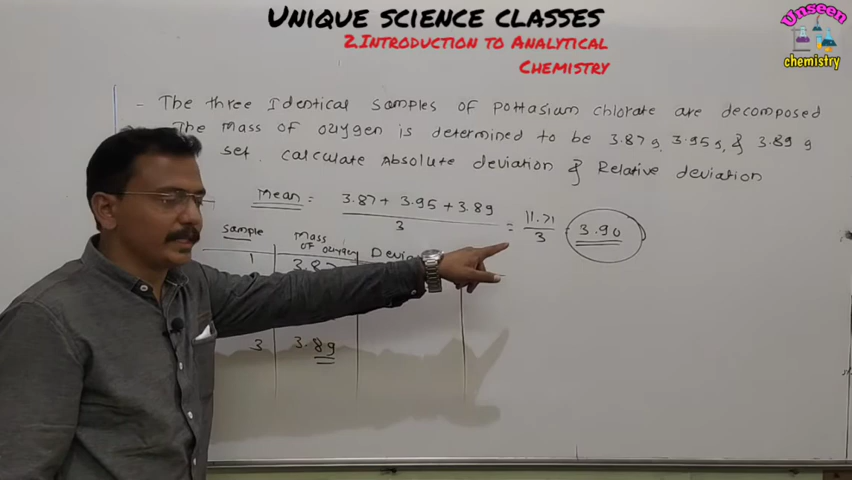 UNIQUE SCIENCE CLASSES
2.INTRODUCTION TO ANALYTICAL
CHEMISTRY
Unseen
chemistry
- The three Identical samples of pottasium chlorate are decomposed
The mass of oxygen is determined to be 3.87 g, 3.95 g, & 3.89 g
set. calculate Absolute deviation & Relative deviation
Mean = 3.87 + 3.95 + 3.89 / 3 = 11.71 / 3 3.90
sample Mass of oxygen
1 3.87
3 3.89